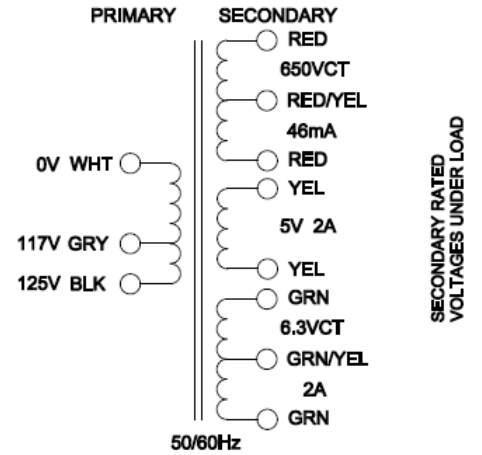 PRIMARY
SECONDARY
RED
650VCT
RED/YEL
46mA
RED
0V WHT
117V GRY
125V BLK
YEL
5V 2A
YEL
GRN
6.3VCT
GRN/YEL
2A
GRN
50/60Hz
SECONDARY RATED
VOLTAGES UNDER LOAD